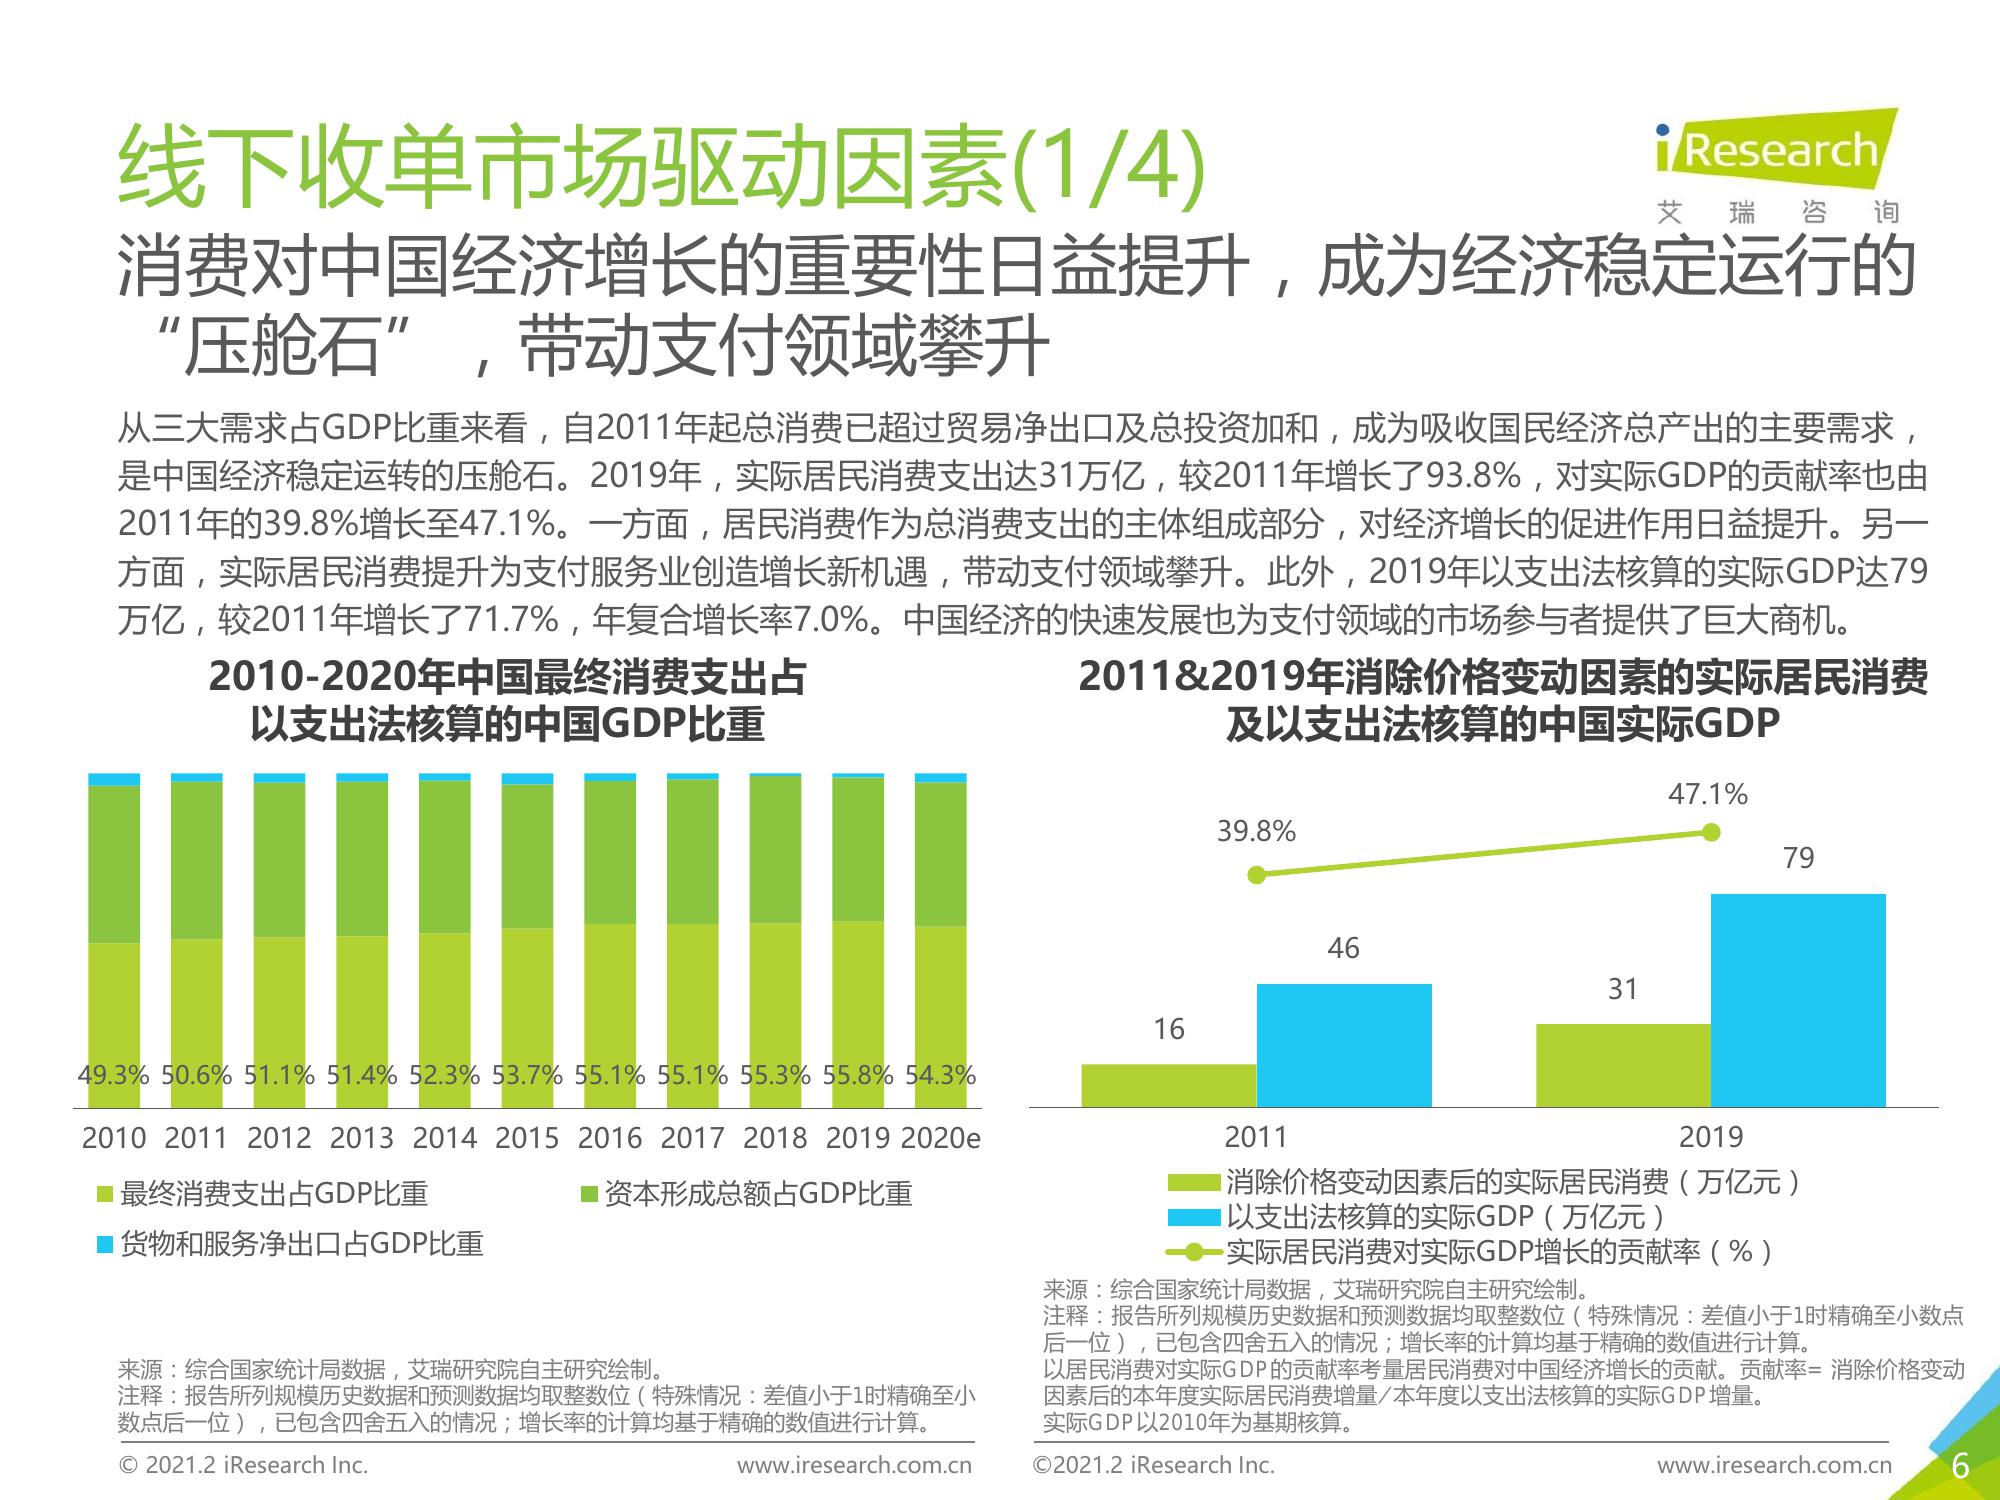 线下收单市场驱动因素(1/4)
iResearch
艾瑞咨询
消费对中国经济增长的重要性日益提升，成为经济稳定运行的
“压舱石”，带动支付领域攀升
从三大需求占GDP比重来看，自2011年起总消费已超过贸易净出口及总投资加和，成为吸收国民经济总产出的主要需求，
是中国经济稳定运转的压舱石。2019年，实际居民消费支出达31万亿，较2011年增长了93.8%，对实际GDP的贡献率也由
2011年的39.8%增长至47.1%。一方面，居民消费作为总消费支出的主体组成部分，对经济增长的促进作用日益提升。另一
方面，实际居民消费提升为支付服务业创造增长新机遇，带动支付领域攀升。此外，2019年以支出法核算的实际GDP达79
万亿，较2011年增长了71.7%，年复合增长率7.0%。中国经济的快速发展也为支付领域的市场参与者提供了巨大商机。
2010-2020年中国最终消费支出占
以支出法核算的中国GDP比重
49.3% 50.6% 51.1% 51.4% 52.3% 53.7% 55.1% 55.1% 55.3% 55.8% 54.3%
2010 2011 2012 2013 2014 2015 2016 2017 2018 2019 2020e
最终消费支出占GDP比重 资本形成总额占GDP比重
货物和服务净出口占GDP比重
来源：综合国家统计局数据，艾瑞研究院自主研究绘制。
注释：报告所列规模历史数据和预测数据均取整数位（特殊情况：差值小于1时精确至小
数点后一位），已包含四舍五入的情况；增长率的计算均基于精确的数值进行计算。
© 2021.2 iResearch Inc. www.iresearch.com.cn
2011&2019年消除价格变动因素的实际居民消费
及以支出法核算的中国实际GDP
47.1%
39.8%
79
46
31
16
2011 2019
消除价格变动因素后的实际居民消费（万亿元）
以支出法核算的实际GDP（万亿元）
实际居民消费对实际GDP增长的贡献率（%）
来源：综合国家统计局数据，艾瑞研究院自主研究绘制。
注释：报告所列规模历史数据和预测数据均取整数位（特殊情况：差值小于1时精确至小数点
后一位），已包含四舍五入的情况；增长率的计算均基于精确的数值进行计算。
以居民消费对实际GDP的贡献率考量居民消费对中国经济增长的贡献。贡献率= 消除价格变动
因素后的本年度实际居民消费增量/本年度以支出法核算的实际GDP增量。
实际GDP以2010年为基期核算。
©2021.2 iResearch Inc. www.iresearch.com.cn
6